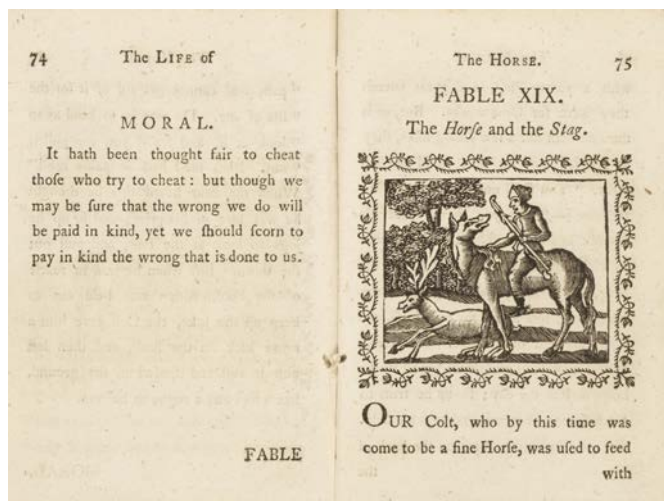 74 The LIFE of
MORAL.
It hath been thought fair to cheat
thoſe who try to cheat : but though we
may be ſure that the wrong we do will
be paid in kind, yet we ſhould ſcorn to
pay in kind the wrong that is done to us.
FABLE
The HORSE. 75
FABLE XIX.
The Horſe and the Stag.
OUR Colt, who by this time was
come to be a fine Horſe, was uſed to feed
with